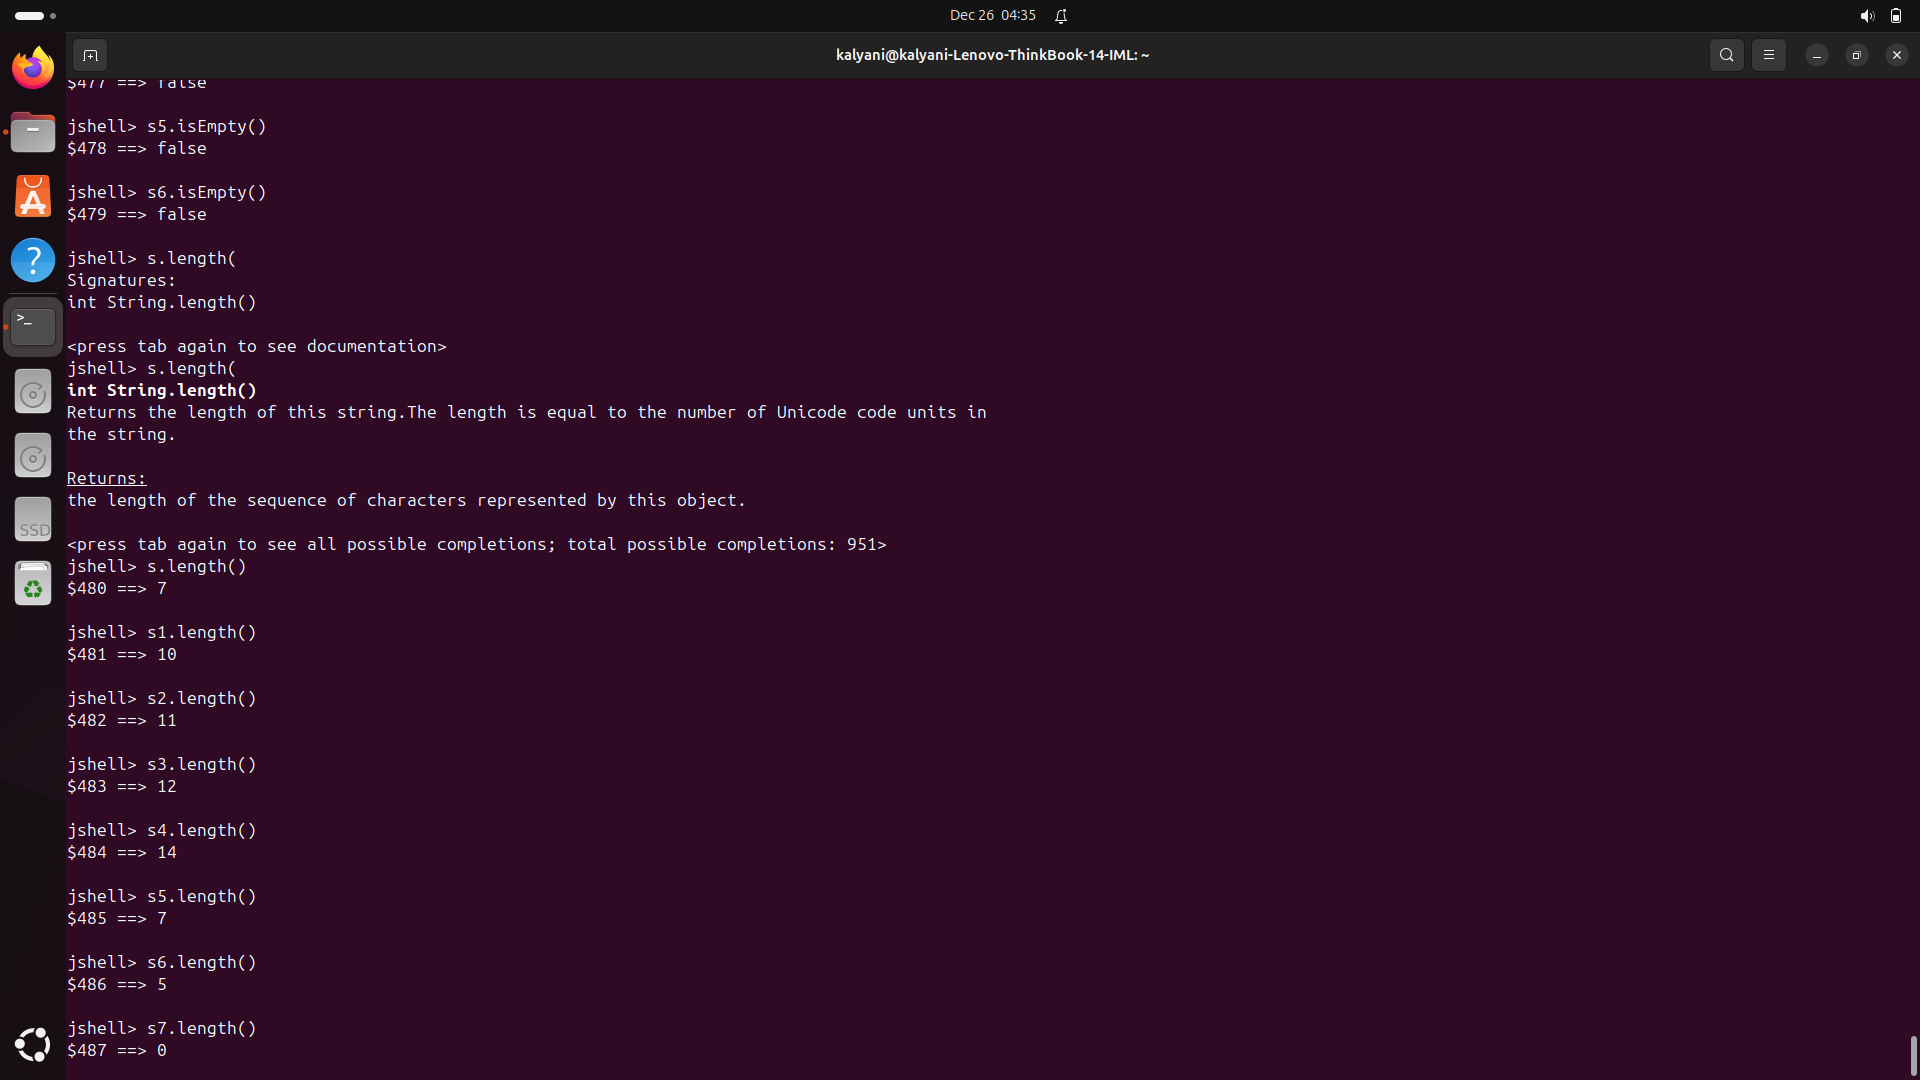 Dec 26 04:35
kalyani@kalyani-Lenovo-ThinkBook-14-IML: ~
$477 ==> false
jshell> s5.isEmpty()
$478 ==> false
jshell> s6.isEmpty()
$479 ==> false
jshell> s.length(
Signatures:
int String.length()
<press tab again to see documentation>
jshell> s.length(
int String.length()
Returns the length of this string.The length is equal to the number of Unicode code units in
the string.
Returns:
the length of the sequence of characters represented by this object.
<press tab again to see all possible completions; total possible completions: 951>
jshell> s.length()
$480 ==> 7
jshell> s1.length()
$481 ==> 10
jshell> s2.length()
$482 ==> 11
jshell> s3.length()
$483 ==> 12
jshell> s4.length()
$484 ==> 14
jshell> s5.length()
$485 ==> 7
jshell> s6.length()
$486 ==> 5
jshell> s7.length()
$487 ==> 0
>_
SSD